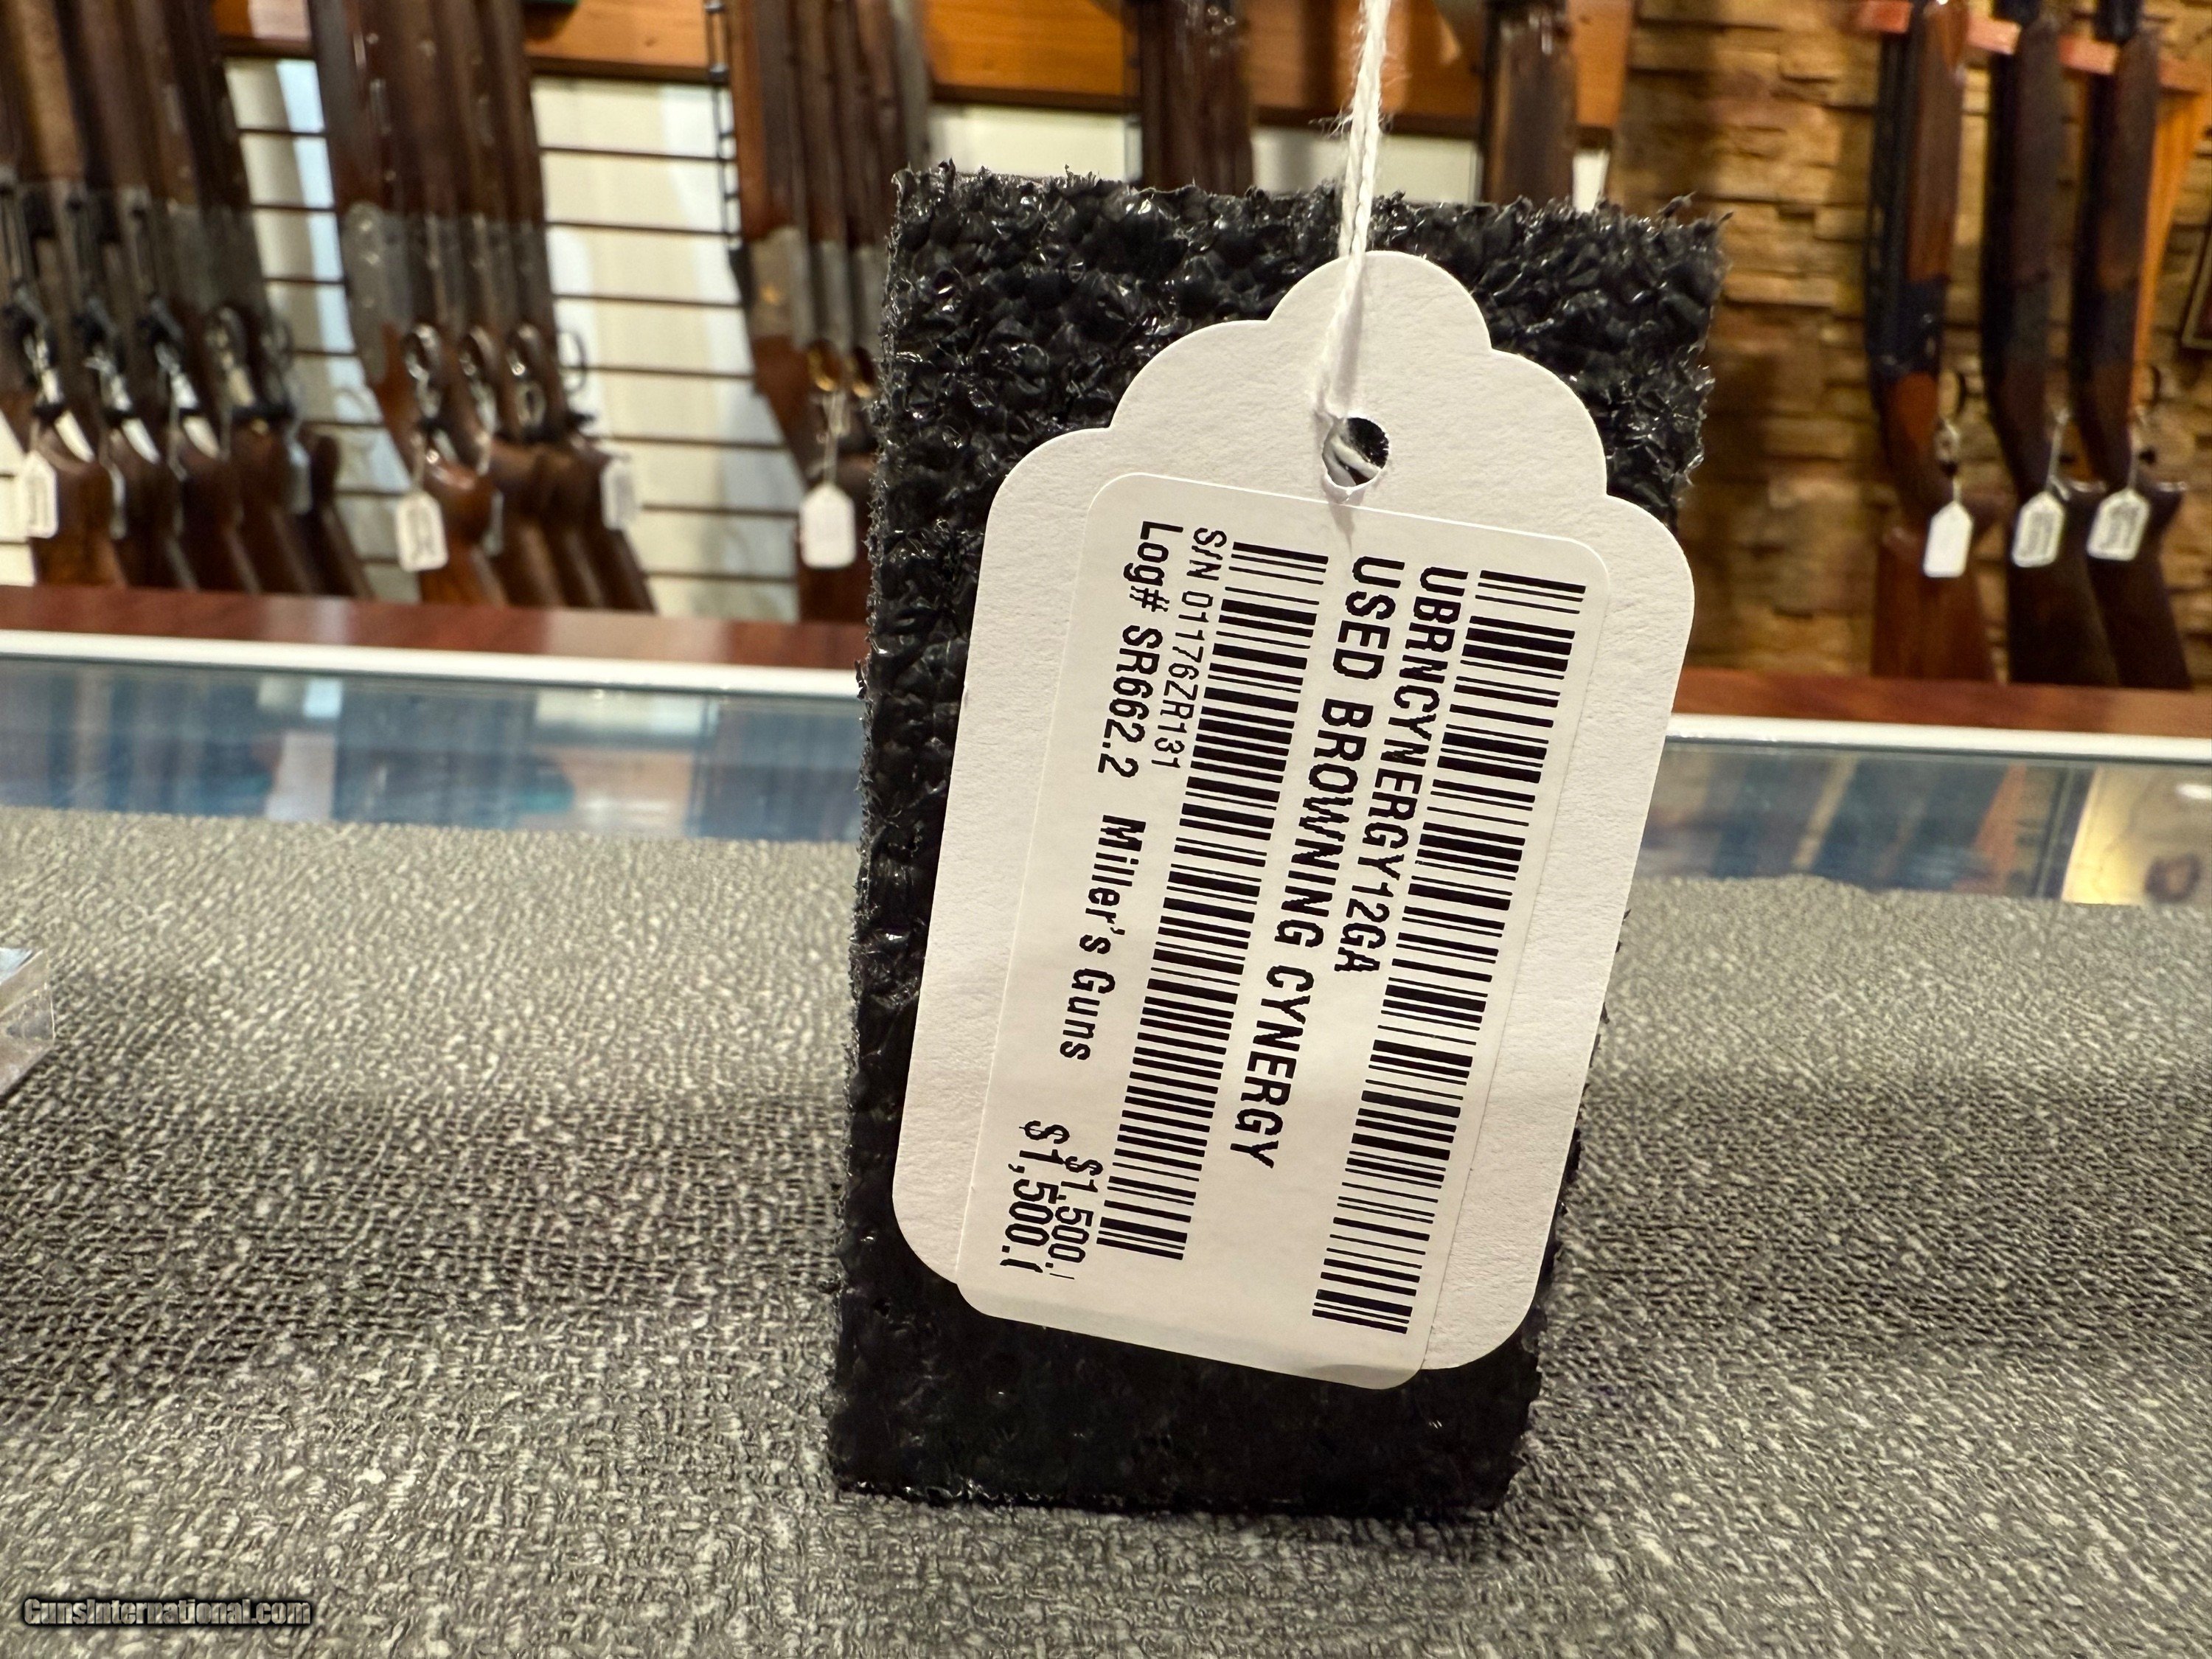 UBRNCYNERGY12GA
USED BROWNING CYNERGY
S/N 01176ZR131
$1,500.
Log# SR662.2 Miller's Guns
$1,500.(
GunsInternational.com